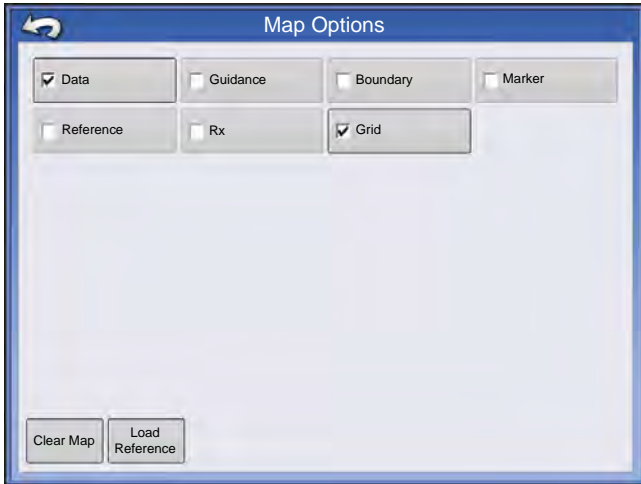 Map Options
Data
Guidance
Boundary
Marker
Reference
Rx
Grid
Clear Map
Load
Reference